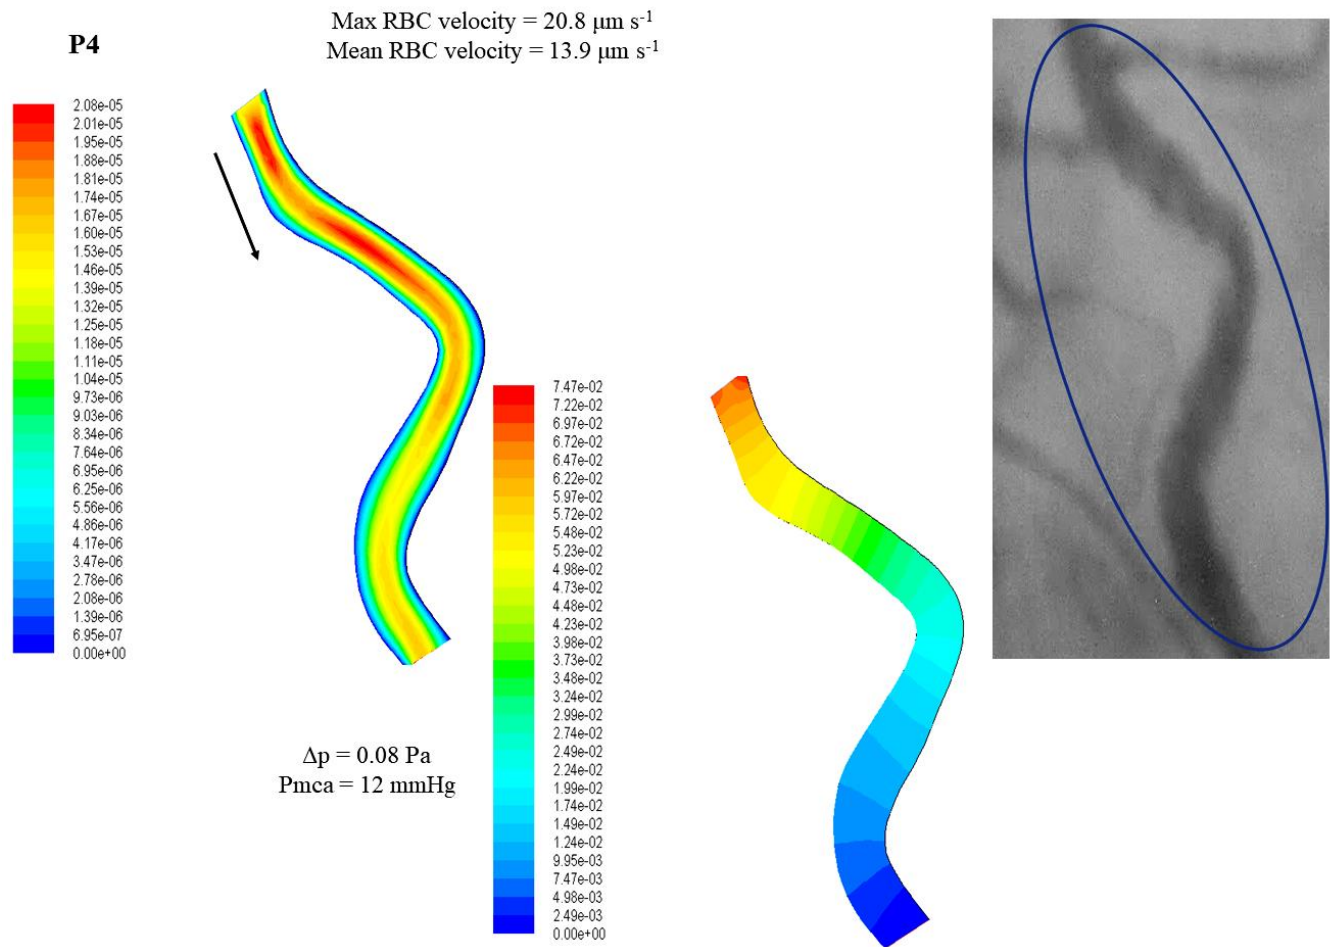 P4
Max RBC velocity = 20.8 μm s⁻¹
Mean RBC velocity = 13.9 μm s⁻¹
2.08e-05
2.01e-05
1.95e-05
1.88e-05
1.81e-05
1.74e-05
1.67e-05
1.60e-05
1.53e-05
1.46e-05
1.39e-05
1.32e-05
1.25e-05
1.18e-05
1.11e-05
1.04e-05
9.73e-06
9.03e-06
8.34e-06
7.64e-06
6.95e-06
6.25e-06
5.56e-06
4.86e-06
4.17e-06
3.47e-06
2.78e-06
2.08e-06
1.39e-06
6.95e-07
0.00e+00
7.47e-02
7.22e-02
6.97e-02
6.72e-02
6.47e-02
6.22e-02
5.97e-02
5.72e-02
5.48e-02
5.23e-02
4.98e-02
4.73e-02
4.48e-02
4.23e-02
3.98e-02
3.73e-02
3.48e-02
3.24e-02
2.99e-02
2.74e-02
2.49e-02
2.24e-02
1.99e-02
1.74e-02
1.49e-02
1.24e-02
9.95e-03
7.47e-03
4.98e-03
2.49e-03
0.00e+00
Δp = 0.08 Pa
Pmca = 12 mmHg